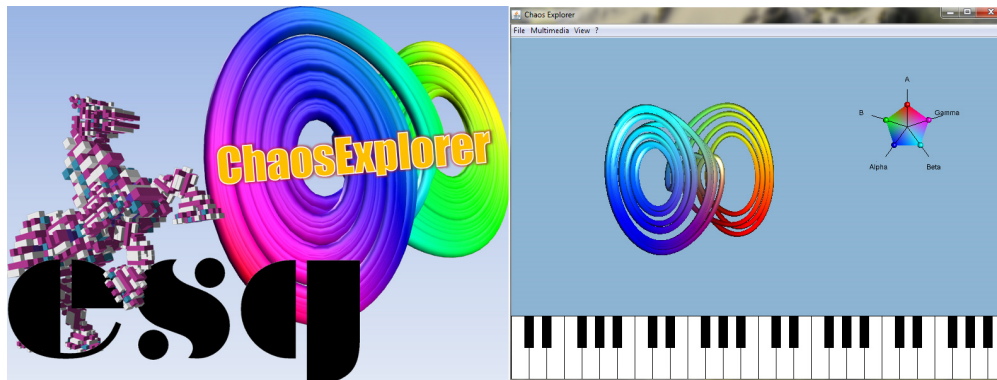 ChaosExplorer
esq
Chaos Explorer
File Multimedia View ?
A
B
Gamma
Alpha
Beta